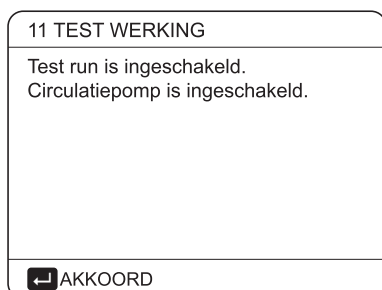 11 TEST WERKING
Test run is ingeschakeld.
Circulatiepomp is ingeschakeld.
AKKOORD